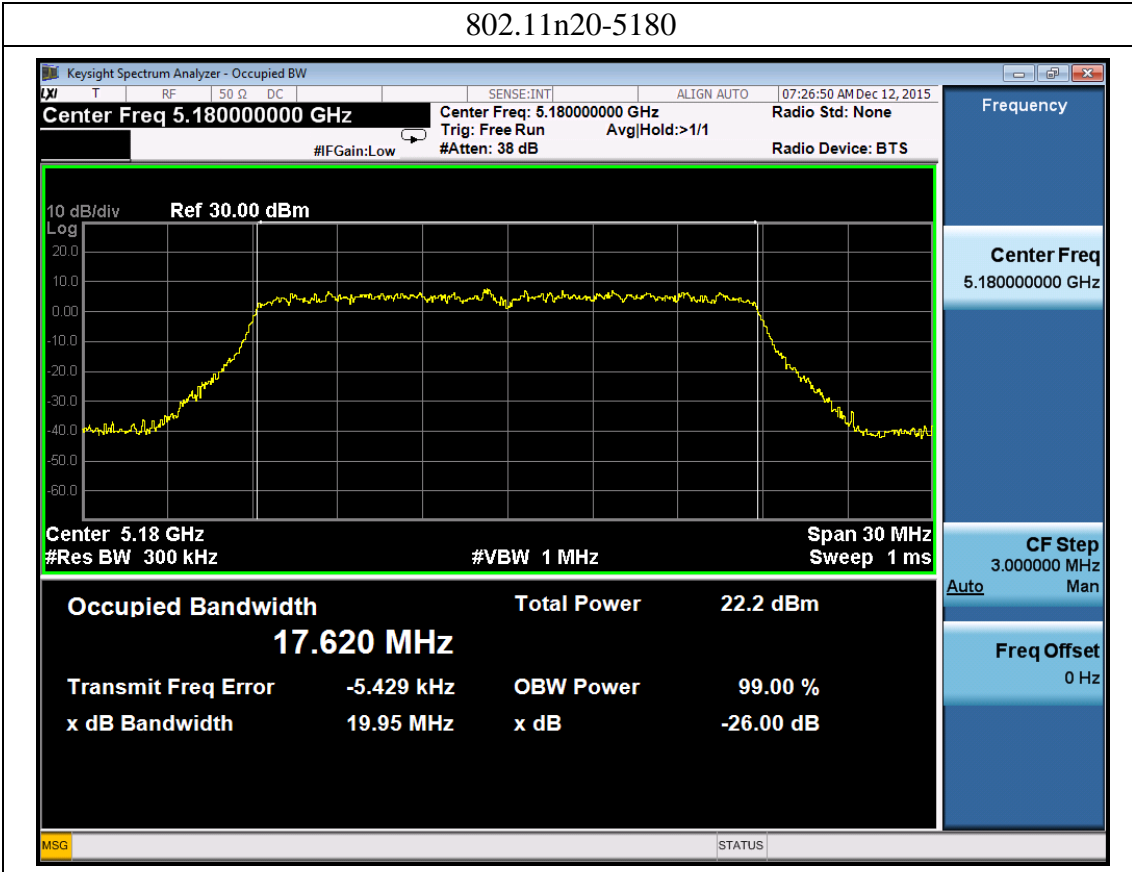 802.11n20-5180
Keysight Spectrum Analyzer - Occupied BW
LXI T RF 50 Ω DC SENSE:INT ALIGN AUTO 07:26:50 AM Dec 12, 2015
Center Freq 5.180000000 GHz
#IFGain:Low
Center Freq: 5.180000000 GHz
Trig: Free Run Avg|Hold:>1/1
#Atten: 38 dB
Radio Std: None
Radio Device: BTS
10 dB/div Ref 30.00 dBm
Log
20.0
10.0
0.00
-10.0
-20.0
-30.0
-40.0
-50.0
-60.0
Center 5.18 GHz Span 30 MHz
#Res BW 300 kHz #VBW 1 MHz Sweep 1 ms
Occupied Bandwidth Total Power 22.2 dBm
17.620 MHz
Transmit Freq Error -5.429 kHz OBW Power 99.00 %
x dB Bandwidth 19.95 MHz x dB -26.00 dB
Frequency
Center Freq
5.180000000 GHz
CF Step
3.000000 MHz
Auto Man
Freq Offset
0 Hz
MSG STATUS